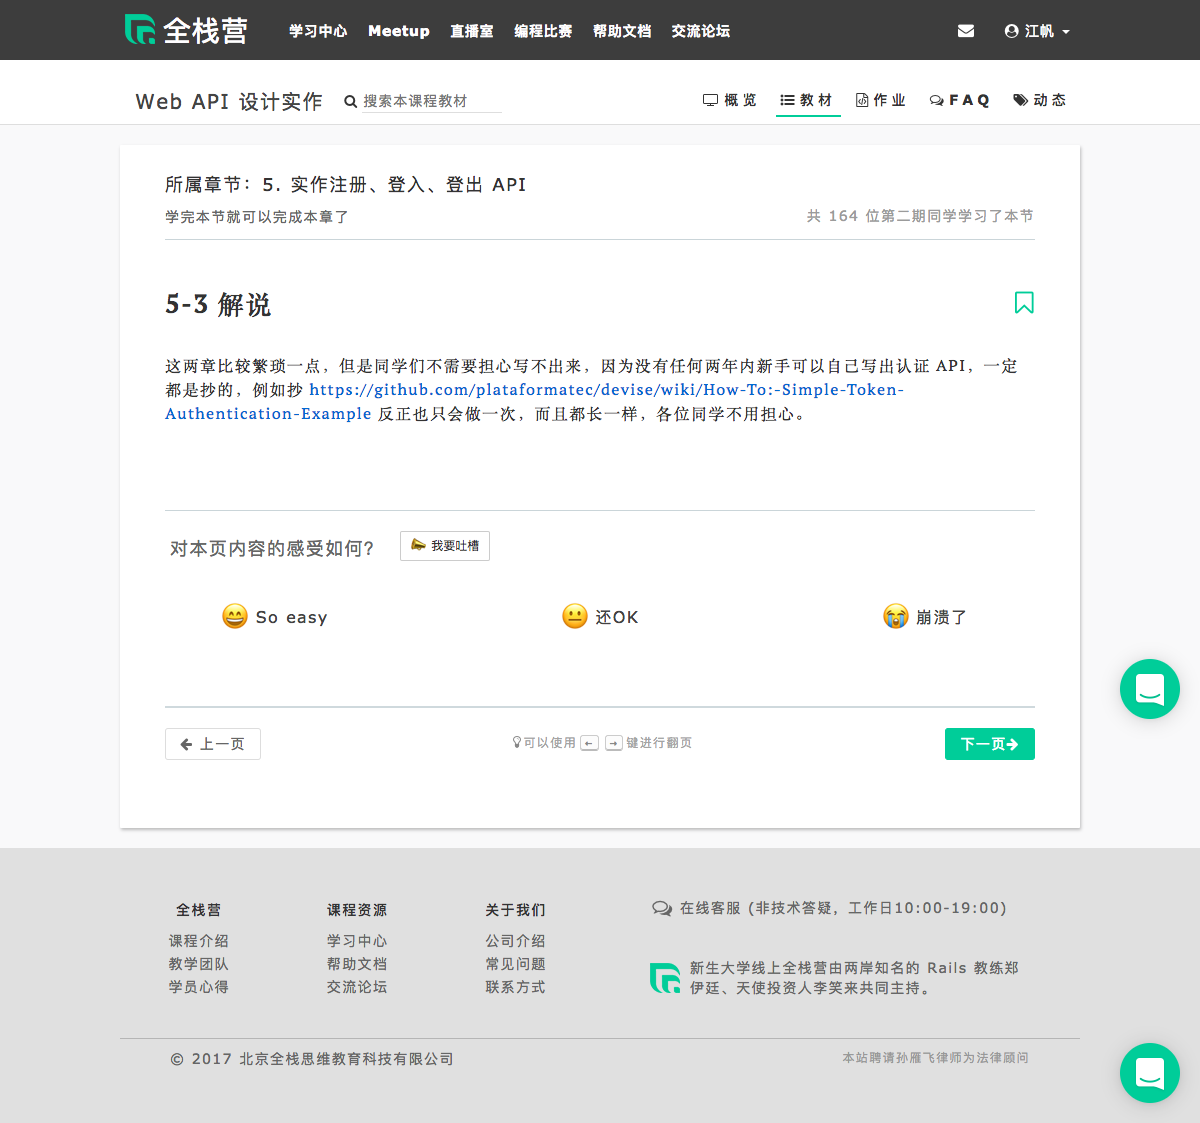 全栈营
学习中心 Meetup 直播室 编程比赛 帮助文档 交流论坛
江帆
Web API 设计实作
搜索本课程教材
概览 教材 作业 FAQ 动态
所属章节：5. 实作注册、登入、登出 API
学完本节就可以完成本章了
共 164 位第二期同学学习了本节
5-3 解说
这两章比较繁琐一点，但是同学们不需要担心写不出来，因为没有任何两年内新手可以自己写出认证 API，一定
都是抄的，例如抄 https://github.com/plataformatec/devise/wiki/How-To:-Simple-Token-
Authentication-Example 反正也只会做一次，而且都长一样，各位同学不用担心。
对本页内容的感受如何?
我要吐槽
So easy
还OK
崩溃了
上一页
可以使用 ← → 键进行翻页
下一页
全栈营
课程介绍
教学团队
学员心得
课程资源
学习中心
帮助文档
交流论坛
关于我们
公司介绍
常见问题
联系方式
在线客服 (非技术答疑，工作日10:00-19:00)
新生大学线上全栈营由两岸知名的 Rails 教练郑
伊廷、天使投资人李笑来共同主持。
© 2017 北京全栈思维教育科技有限公司
本站聘请孙雁飞律师为法律顾问